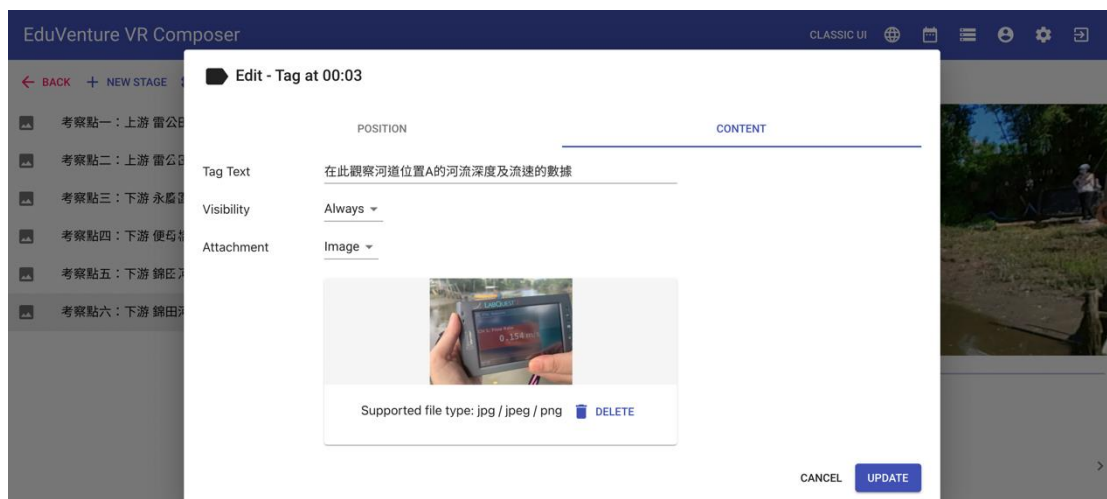 EduVenture VR Composer
CLASSIC UI
BACK + NEW STAGE
Edit - Tag at 00:03
POSITION
CONTENT
考察點一：上游 雷公田
考察點二：上游 雷公
考察點三：下游 永
考察點四：下游 便母
考察點五：下游 錦田
考察點六：下游 錦田河
Tag Text
在此觀察河道位置A的河流深度及流速的數據
Visibility
Always
Attachment
Image
LABQUEST
0.154 m/s
Supported file type: jpg / jpeg / png
DELETE
CANCEL
UPDATE